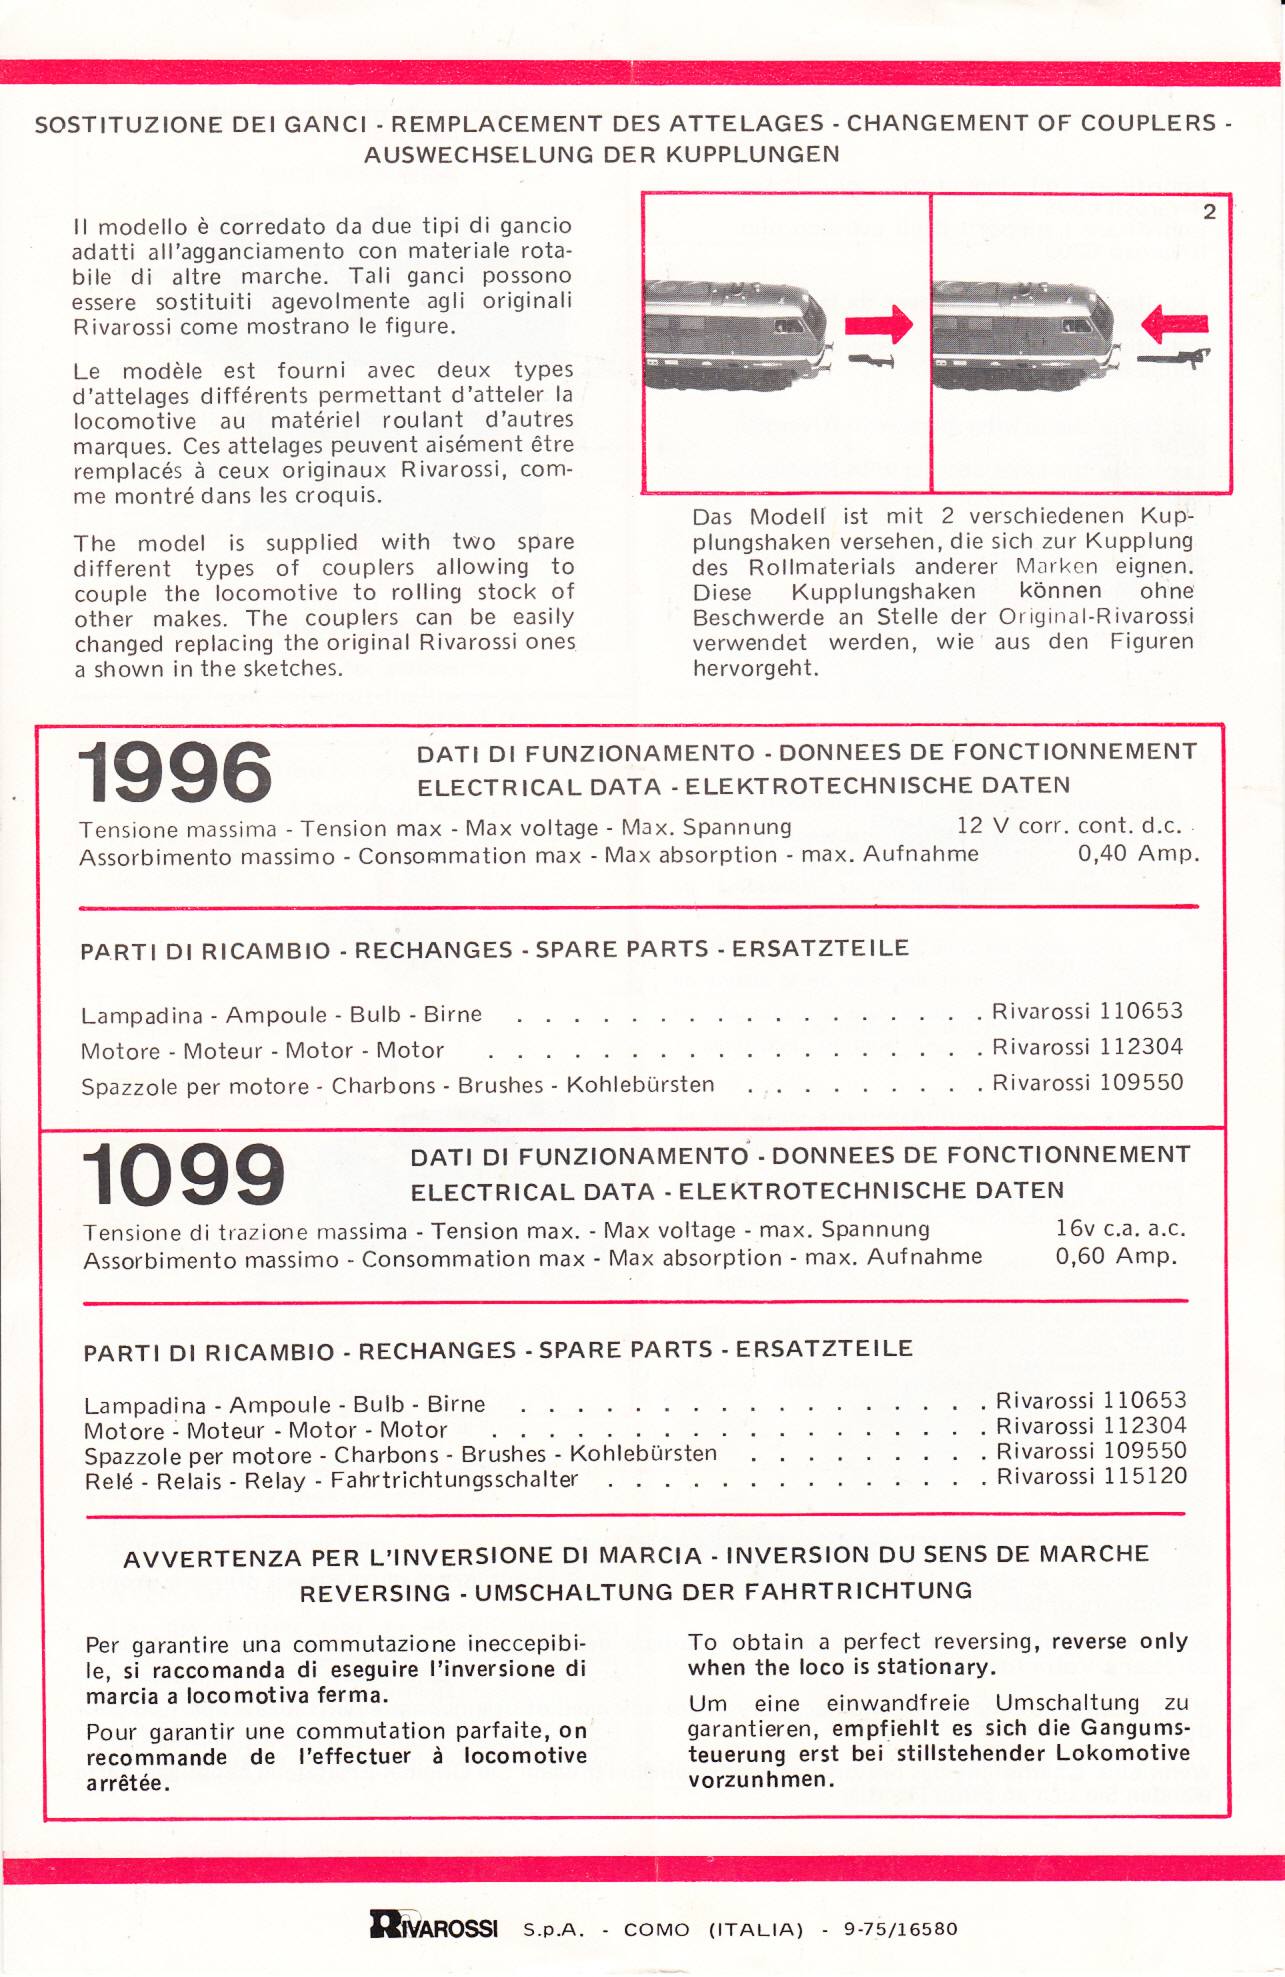 SOSTITUZIONE DEI GANCI - REMPLACEMENT DES ATTELAGES - CHANGEMENT OF COUPLERS -
AUSWECHSELUNG DER KUPPLUNGEN
Il modello è corredato da due tipi di gancio
adatti all'agganciamento con materiale rota-
bile di altre marche. Tali ganci possono
essere sostituiti agevolmente agli originali
Rivarossi come mostrano le figure.
Le modèle est fourni avec deux types
d'attelages différents permettant d'atteler la
locomotive au matériel roulant d'autres
marques. Ces attelages peuvent aisément être
remplacés à ceux originaux Rivarossi, com-
me montré dans les croquis.
The model is supplied with two spare
different types of couplers allowing to
couple the locomotive to rolling stock of
other makes. The couplers can be easily
changed replacing the original Rivarossi ones
a shown in the sketches.
2
Das Modell ist mit 2 verschiedenen Kup-
plungshaken versehen, die sich zur Kupplung
des Rollmaterials anderer Marken eignen.
Diese Kupplungshaken können ohne
Beschwerde an Stelle der Original-Rivarossi
verwendet werden, wie aus den Figuren
hervorgeht.
1996
DATI DI FUNZIONAMENTO - DONNEES DE FONCTIONNEMENT
ELECTRICAL DATA - ELEKTROTECHNISCHE DATEN
Tensione massima - Tension max - Max voltage - Max. Spannung 12 V corr. cont. d.c.
Assorbimento massimo - Consommation max - Max absorption - max. Aufnahme 0,40 Amp.
PARTI DI RICAMBIO - RECHANGES - SPARE PARTS - ERSATZTEILE
Lampadina - Ampoule - Bulb - Birne . . . . . . . . . . . . . . . . . Rivarossi 110653
Motore - Moteur - Motor - Motor . . . . . . . . . . . . . . . . . . Rivarossi 112304
Spazzole per motore - Charbons - Brushes - Kohlebürsten . . . . . . . . . Rivarossi 109550
1099
DATI DI FUNZIONAMENTO - DONNEES DE FONCTIONNEMENT
ELECTRICAL DATA - ELEKTROTECHNISCHE DATEN
Tensione di trazione massima - Tension max. - Max voltage - max. Spannung 16v c.a. a.c.
Assorbimento massimo - Consommation max - Max absorption - max. Aufnahme 0,60 Amp.
PARTI DI RICAMBIO - RECHANGES - SPARE PARTS - ERSATZTEILE
Lampadina - Ampoule - Bulb - Birne . . . . . . . . . . . . . . . . . Rivarossi 110653
Motore - Moteur - Motor - Motor . . . . . . . . . . . . . . . . . . Rivarossi 112304
Spazzole per motore - Charbons - Brushes - Kohlebürsten . . . . . . . . . Rivarossi 109550
Relé - Relais - Relay - Fahrtrichtungsschalter . . . . . . . . . . . . . . Rivarossi 115120
AVVERTENZA PER L'INVERSIONE DI MARCIA - INVERSION DU SENS DE MARCHE
REVERSING - UMSCHALTUNG DER FAHRTRICHTUNG
Per garantire una commutazione ineccepibi-
le, si raccomanda di eseguire l'inversione di
marcia a locomotiva ferma.
Pour garantir une commutation parfaite, on
recommande de l'effectuer à locomotive
arrêtée.
To obtain a perfect reversing, reverse only
when the loco is stationary.
Um eine einwandfreie Umschaltung zu
garantieren, empfiehlt es sich die Gangums-
teuerung erst bei stillstehender Lokomotive
vorzunhmen.
RIVAROSSI S.p.A. - COMO (ITALIA) - 9-75/16580